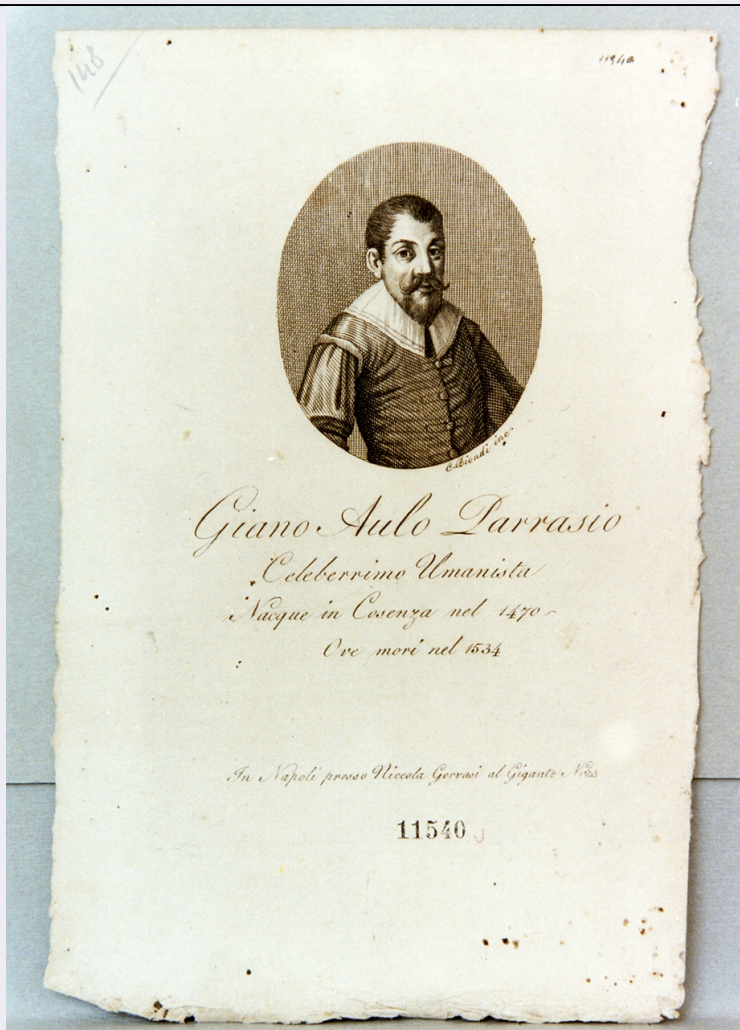 148
11540
C. Biondi inc.
Giano Aulo Parrasio
Celeberrimo Umanista
Nacque in Cosenza nel 1470
Ove morì nel 1534
In Napoli presso Niccola Gervasi al Gigante N.º 23
11540